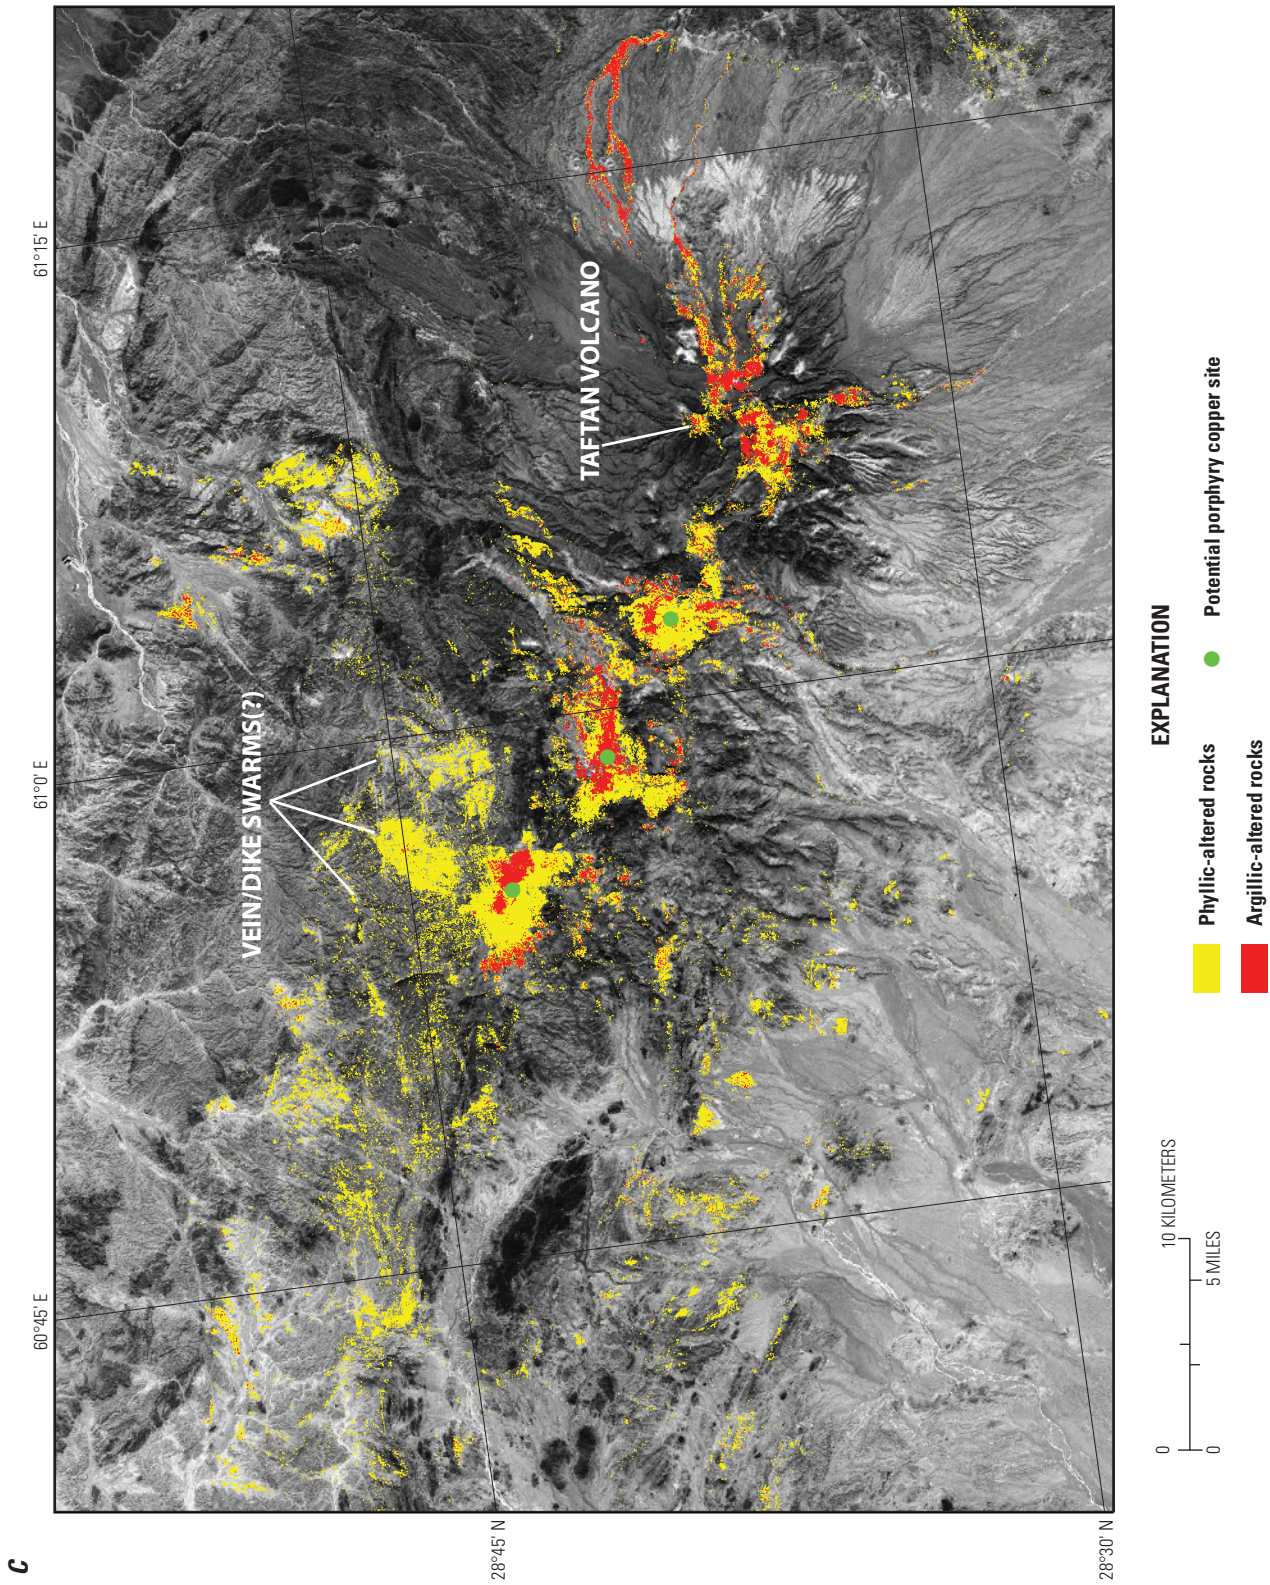 C
60°45' E
61°0' E
61°15' E
28°45' N
28°30' N
VEIN/DIKE SWARMS(?)
TAFTAN VOLCANO
0
10 KILOMETERS
0
5 MILES
EXPLANATION
Phyllic-altered rocks
Argillic-altered rocks
Potential porphyry copper site